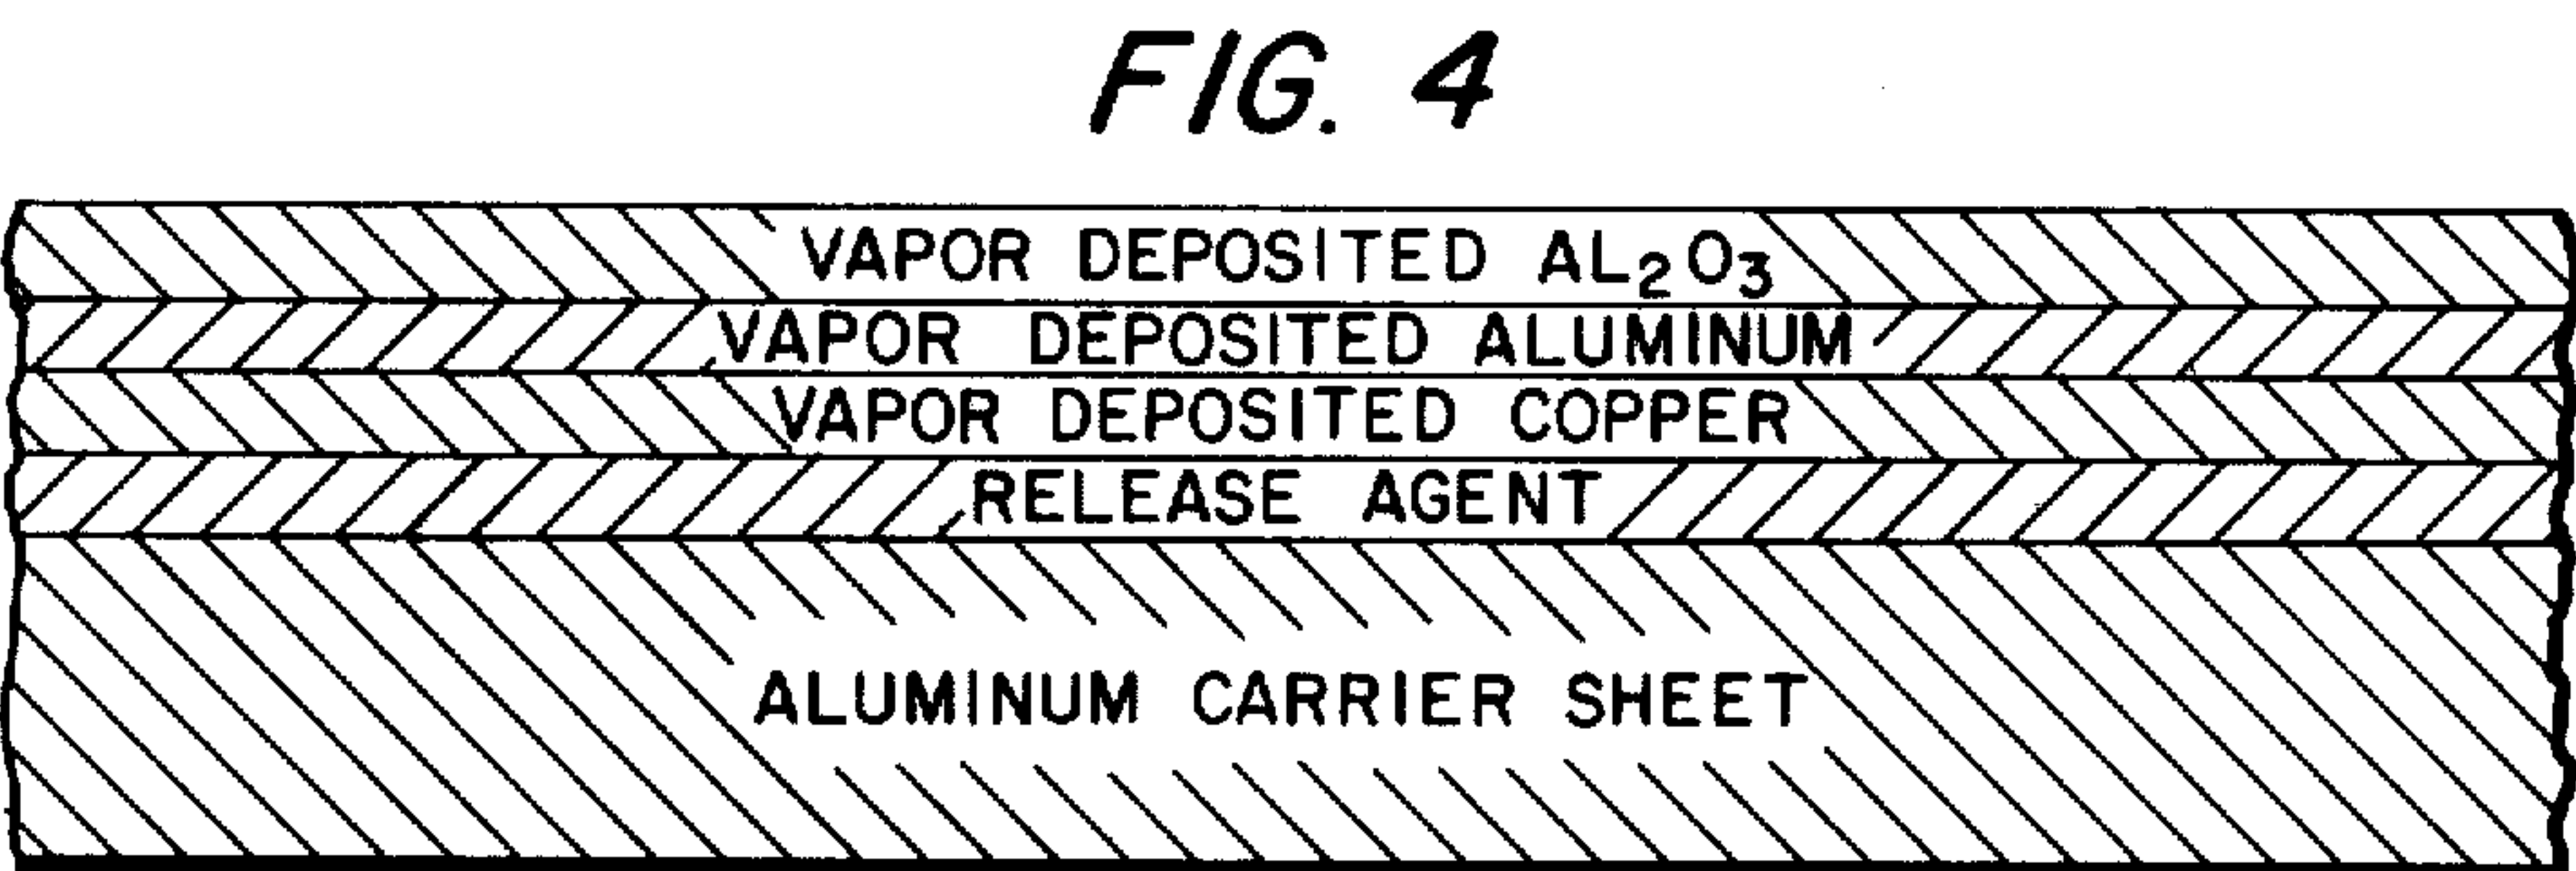 FIG. 4
VAPOR DEPOSITED AL₂O₃
VAPOR DEPOSITED ALUMINUM
VAPOR DEPOSITED COPPER
RELEASE AGENT
ALUMINUM CARRIER SHEET